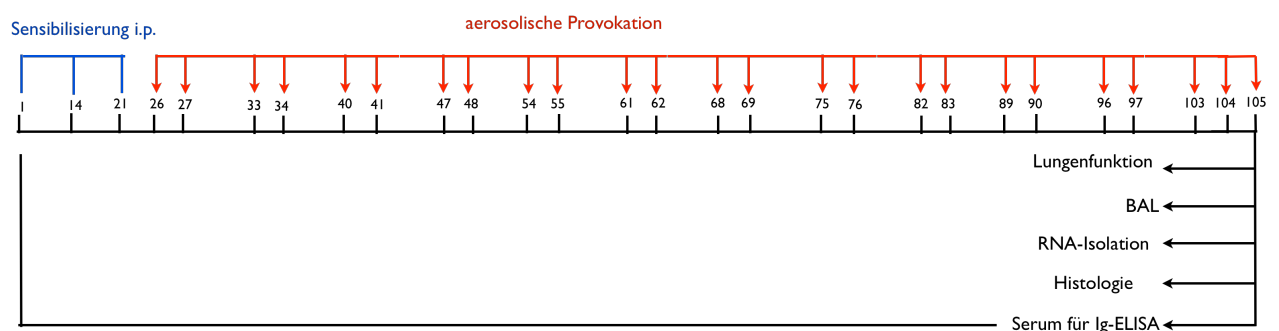 Sensibilisierung i.p.
aerosolische Provokation
1 14 21 26 27 33 34 40 41 47 48 54 55 61 62 68 69 75 76 82 83 89 90 96 97 103 104 105
Lungenfunktion
BAL
RNA-Isolation
Histologie
Serum für Ig-ELISA